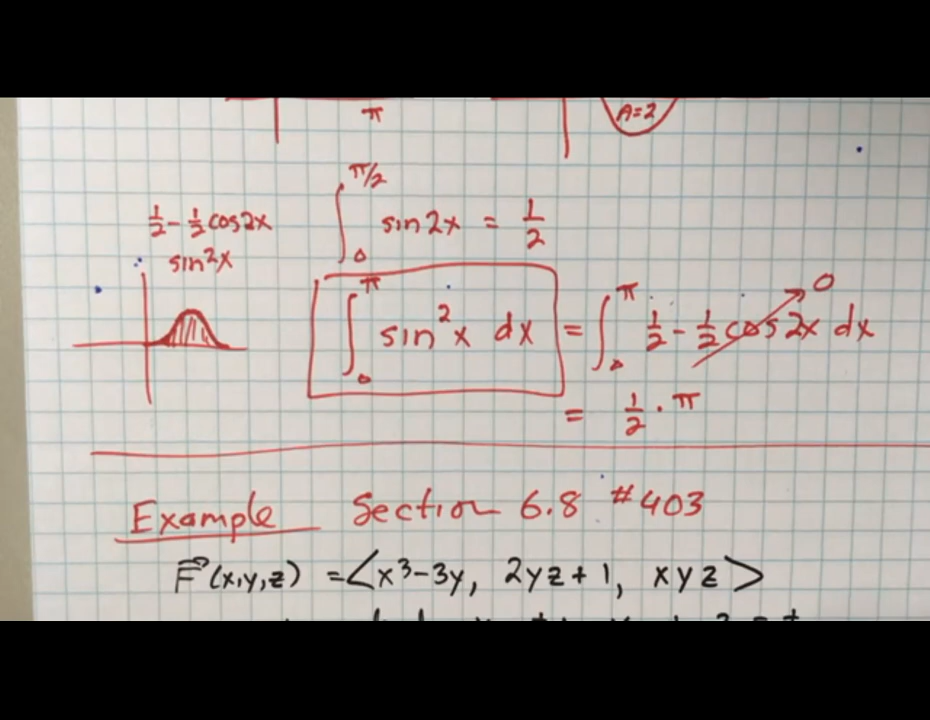 π
A=2
∫₀^π/2 sin 2x = 1/2
1/2 - 1/2 cos2x
sin²x
∫₀^π sin²x dx = ∫₀^π 1/2 - 1/2 cos 2x dx 0
= 1/2 · π
Example Section 6.8 #403
F⃗(x,y,z) = <x³-3y, 2yz+1, xyz>